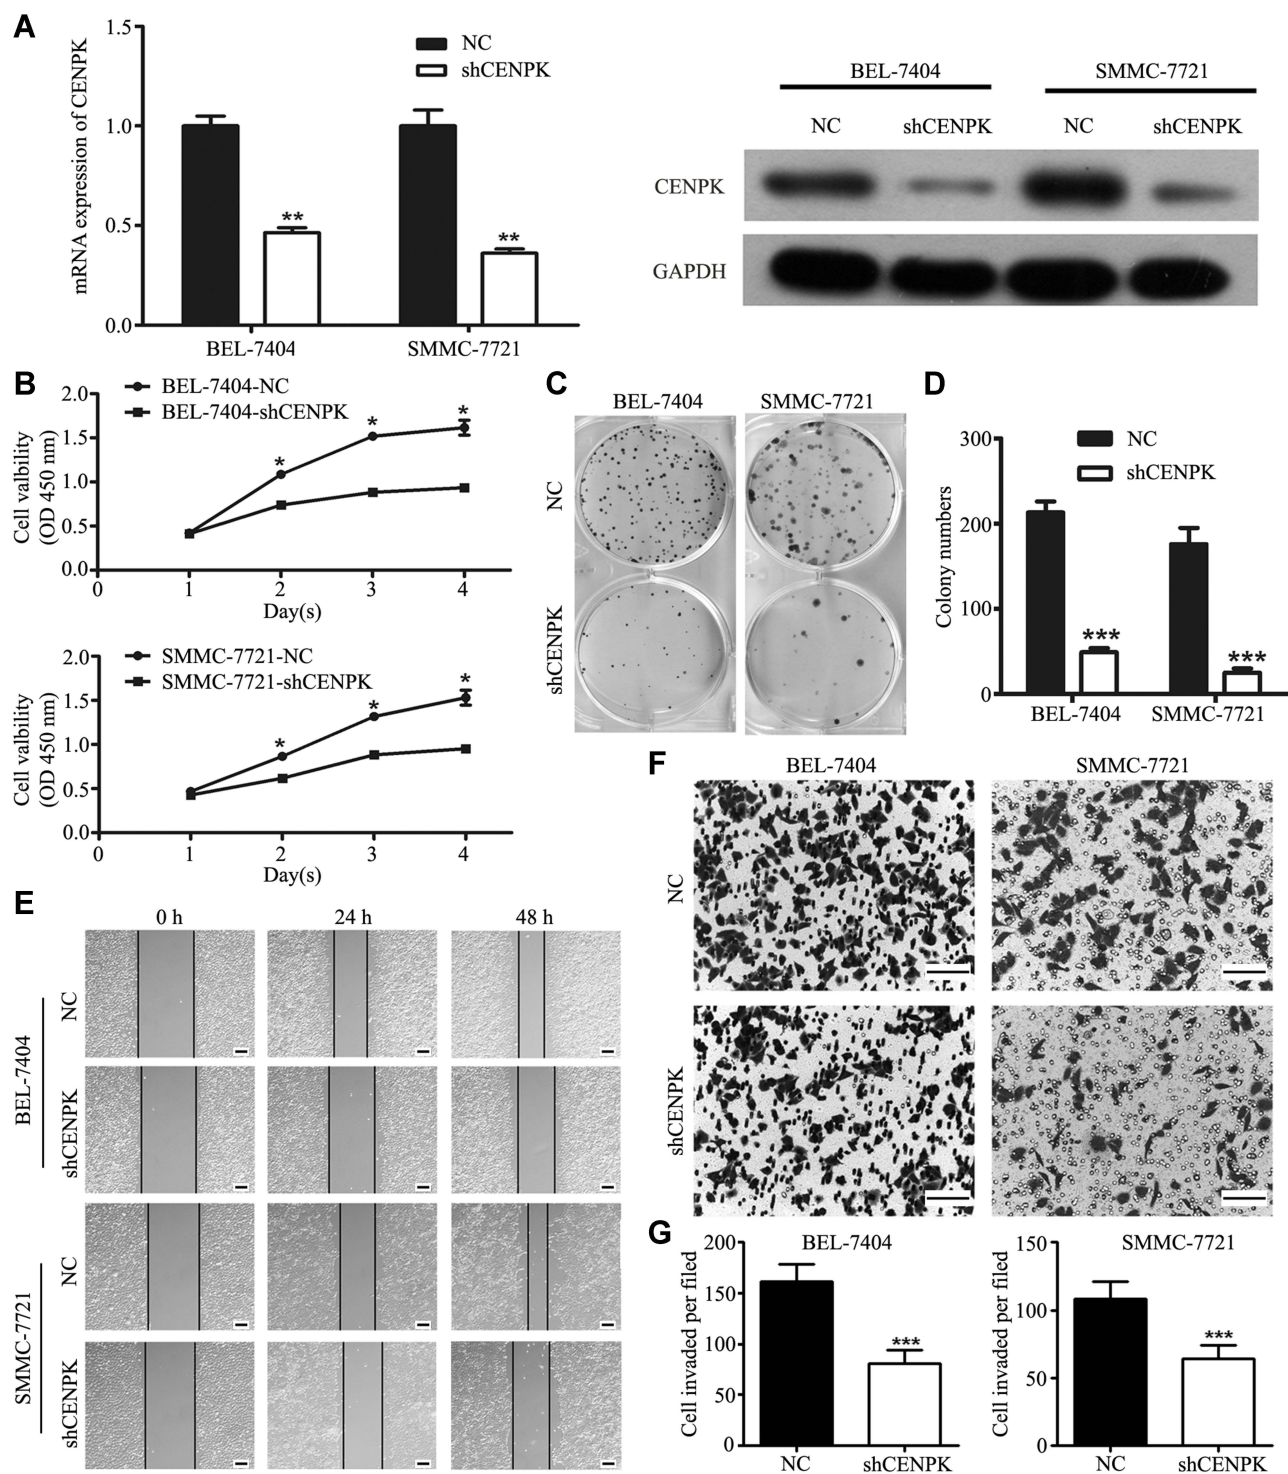 A
1.5
1.0
0.5
0.0
mRNA expression of CENPK
NC
shCENPK
**
**
BEL-7404
SMMC-7721
BEL-7404
SMMC-7721
NC
shCENPK
NC
shCENPK
CENPK
GAPDH
B
BEL-7404-NC
BEL-7404-shCENPK
2.0
1.5
1.0
0.5
0.0
Cell valbility
(OD 450 nm)
*
*
*
0
1
2
3
4
Day(s)
SMMC-7721-NC
SMMC-7721-shCENPK
2.0
1.5
1.0
0.5
0.0
Cell valbility
(OD 450 nm)
*
*
*
0
1
2
3
4
Day(s)
C
BEL-7404
SMMC-7721
NC
shCENPK
D
300
200
100
0
Colony numbers
NC
shCENPK
***
***
BEL-7404
SMMC-7721
E
0 h
24 h
48 h
BEL-7404
NC
shCENPK
SMMC-7721
NC
shCENPK
F
BEL-7404
SMMC-7721
NC
shCENPK
G
BEL-7404
200
150
100
50
0
Cell invaded per filed
***
NC
shCENPK
SMMC-7721
150
100
50
0
Cell invaded per filed
***
NC
shCENPK